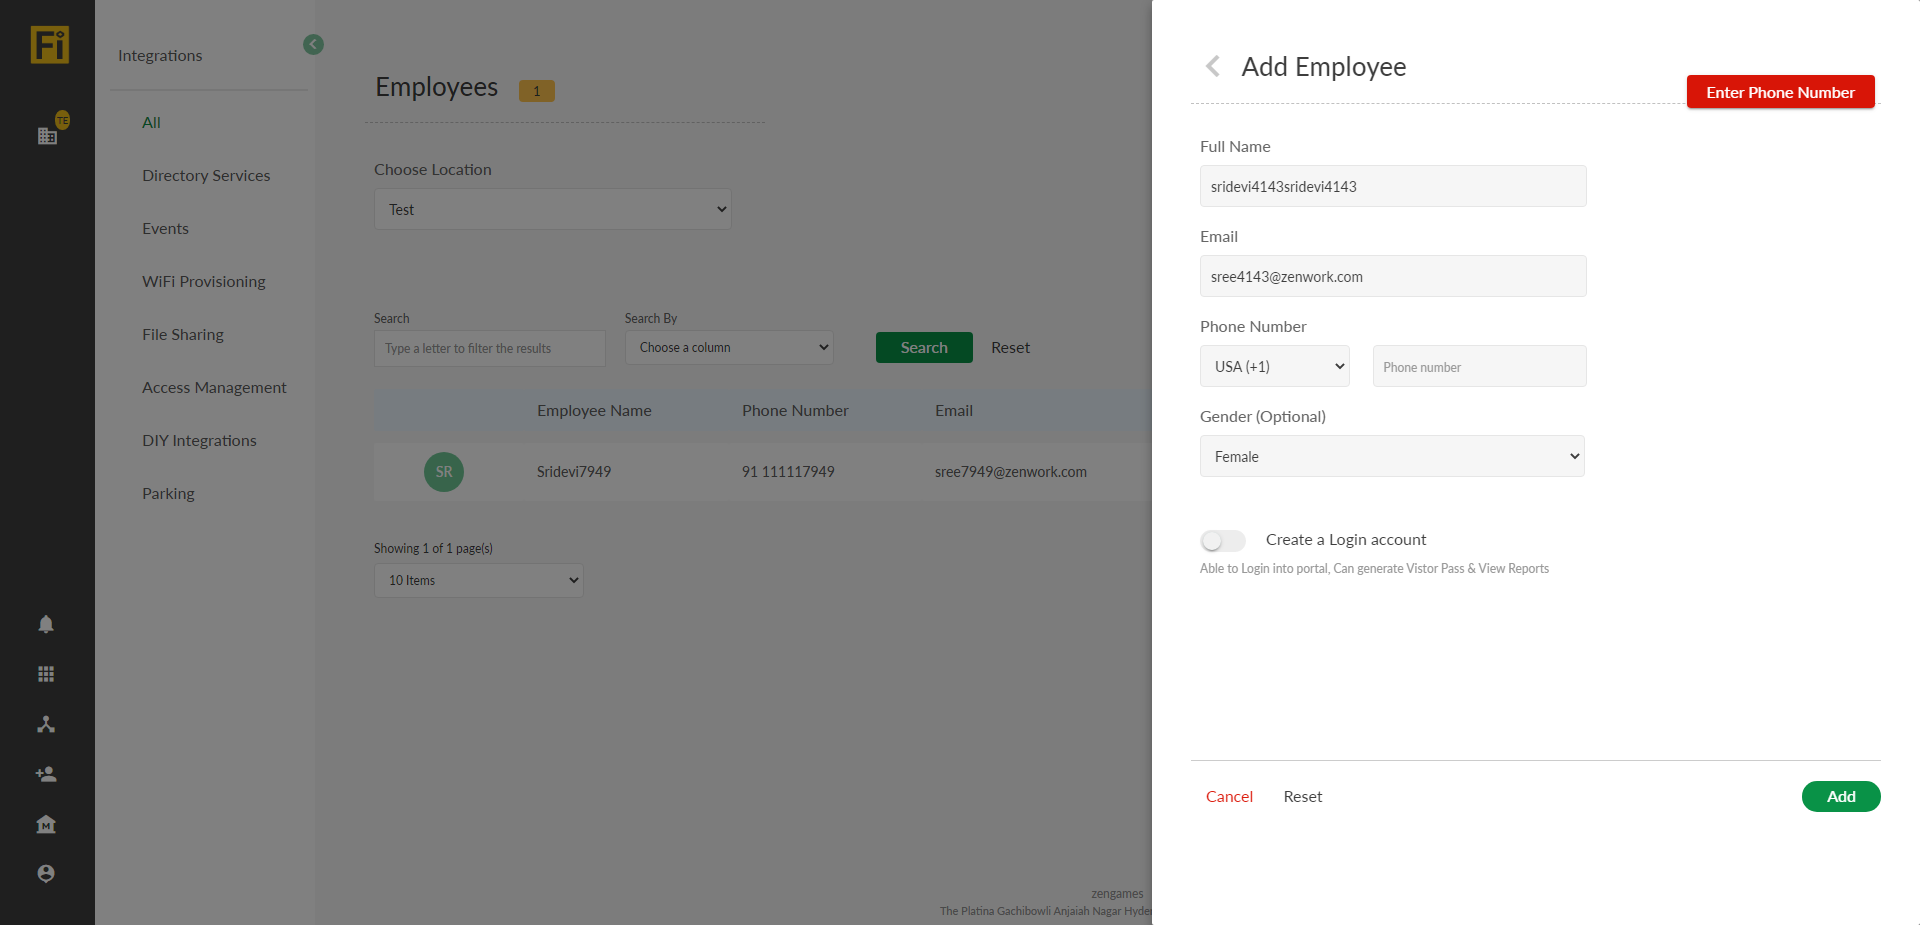 Fi
TE
Integrations
All
Directory Services
Events
WiFi Provisioning
File Sharing
Access Management
DIY Integrations
Parking
Employees 1
Choose Location
Test
Search Search By
Type a letter to filter the results Choose a column Search Reset
Employee Name Phone Number Email
SR Sridevi7949 91 111117949 sree7949@zenwork.com
Showing 1 of 1 page(s)
10 Items
zengames
The Platina Gachibowli Anjaiah Nagar Hyder
Add Employee
Enter Phone Number
Full Name
sridevi4143sridevi4143
Email
sree4143@zenwork.com
Phone Number
USA (+1) Phone number
Gender (Optional)
Female
Create a Login account
Able to Login into portal, Can generate Vistor Pass & View Reports
Cancel Reset Add
M